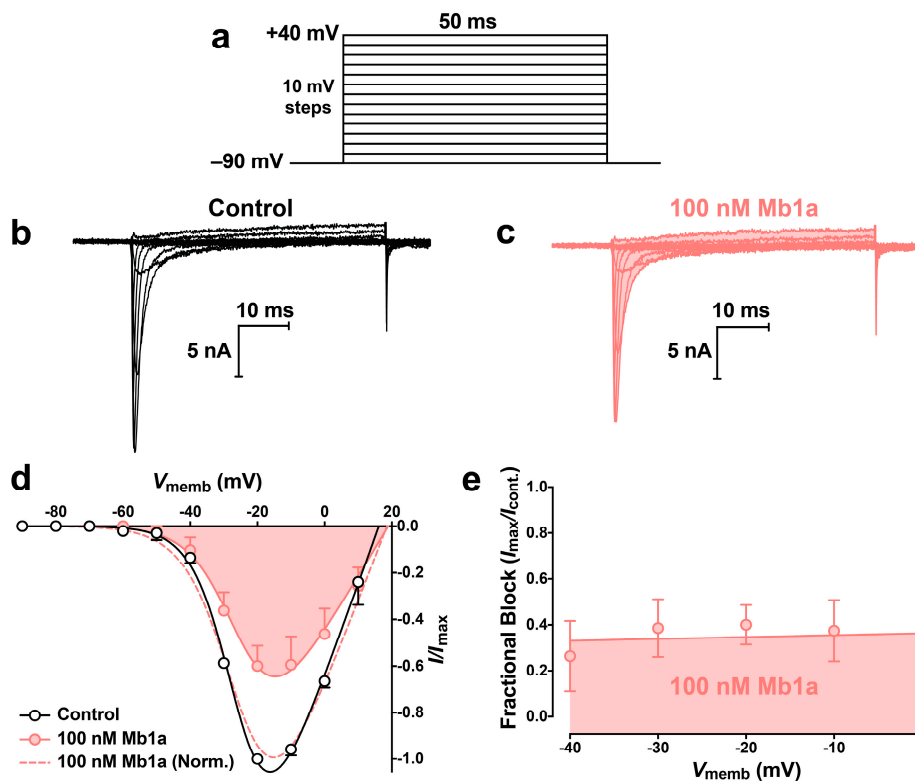 a
+40 mV
50 ms
10 mV
steps
–90 mV
b
Control
10 ms
5 nA
c
100 nM Mb1a
10 ms
5 nA
d
Vmemb (mV)
-80 -60 -40 -20 0 20
0.0
-0.2
-0.4
-0.6
-0.8
-1.0
I/Imax
Control
100 nM Mb1a
100 nM Mb1a (Norm.)
e
Fractional Block (Imax/Icont.)
1.0
0.8
0.6
0.4
0.2
0.0
100 nM Mb1a
-40 -30 -20 -10
Vmemb (mV)